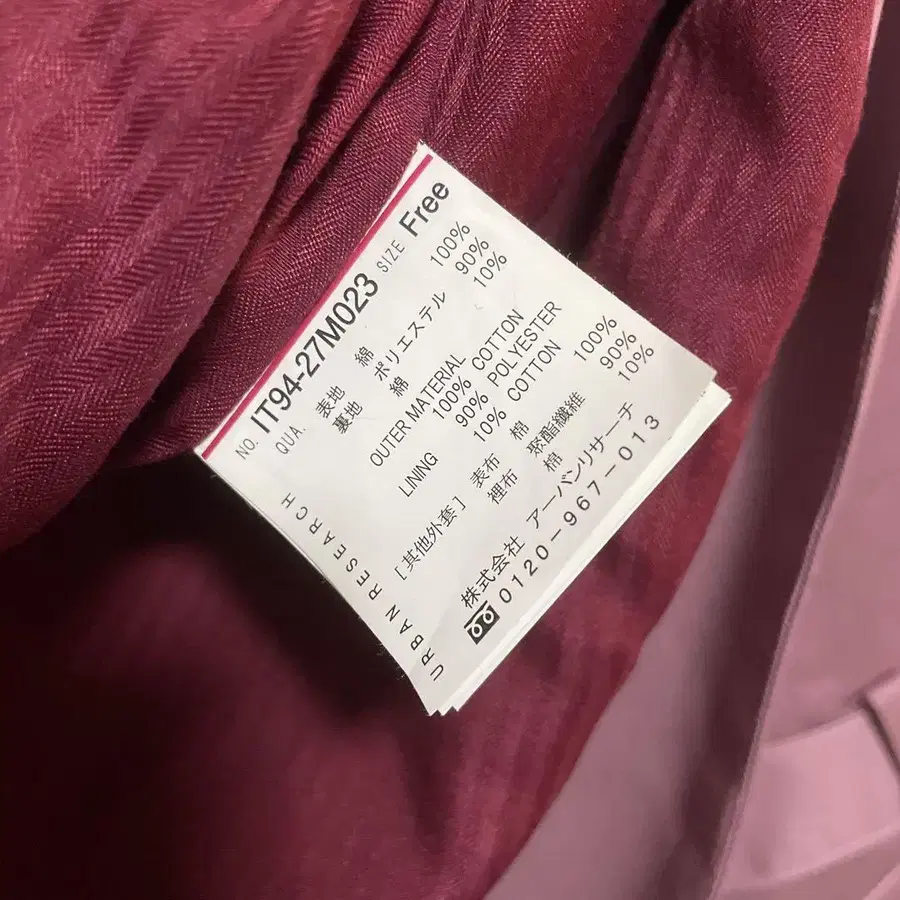 NO. IT94-27M023 SIZE Free
QUA. 表地 綿 100%
裏地 ポリエステル 90%
綿 10%
OUTER MATERIAL
100% COTTON
LINING 90% POLYESTER
10% COTTON
[其他外套] 表布 棉 100%
裡布 聚酯纖維 90%
棉 10%
株式会社 アーバンリサーチ
0120-967-013
URBAN RESEARCH